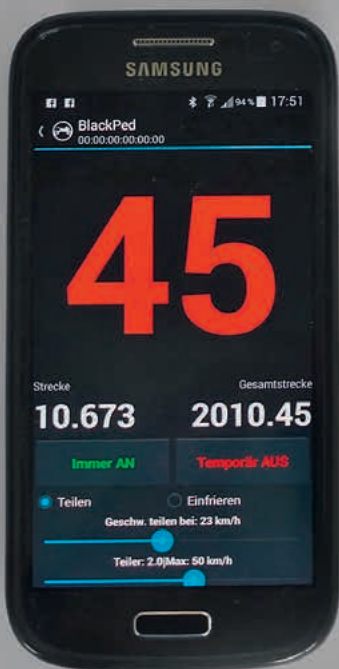 SAMSUNG
94% 17:51
BlackPed
00:00:00:00:00:00
45
Strecke Gesamtstrecke
10.673 2010.45
Immer AN Temporär AUS
Teilen Einfrieren
Geschw. teilen bei: 23 km/h
Teiler: 2.0|Max: 50 km/h